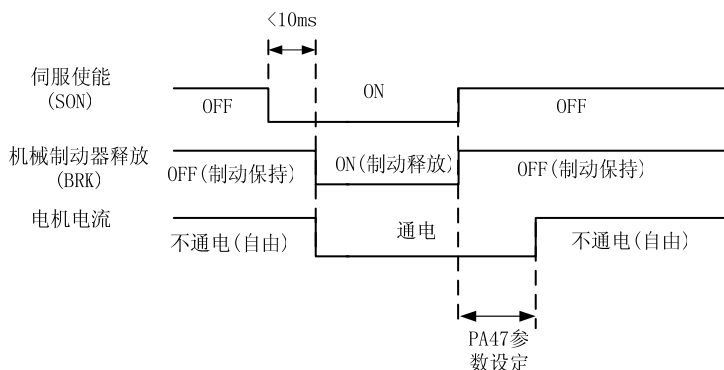 <10ms
伺服使能
(SON)
OFF
ON
OFF
机械制动器释放
(BRK)
OFF(制动保持)
ON(制动释放)
OFF(制动保持)
电机电流
不通电(自由)
通电
不通电(自由)
PA47参
数设定